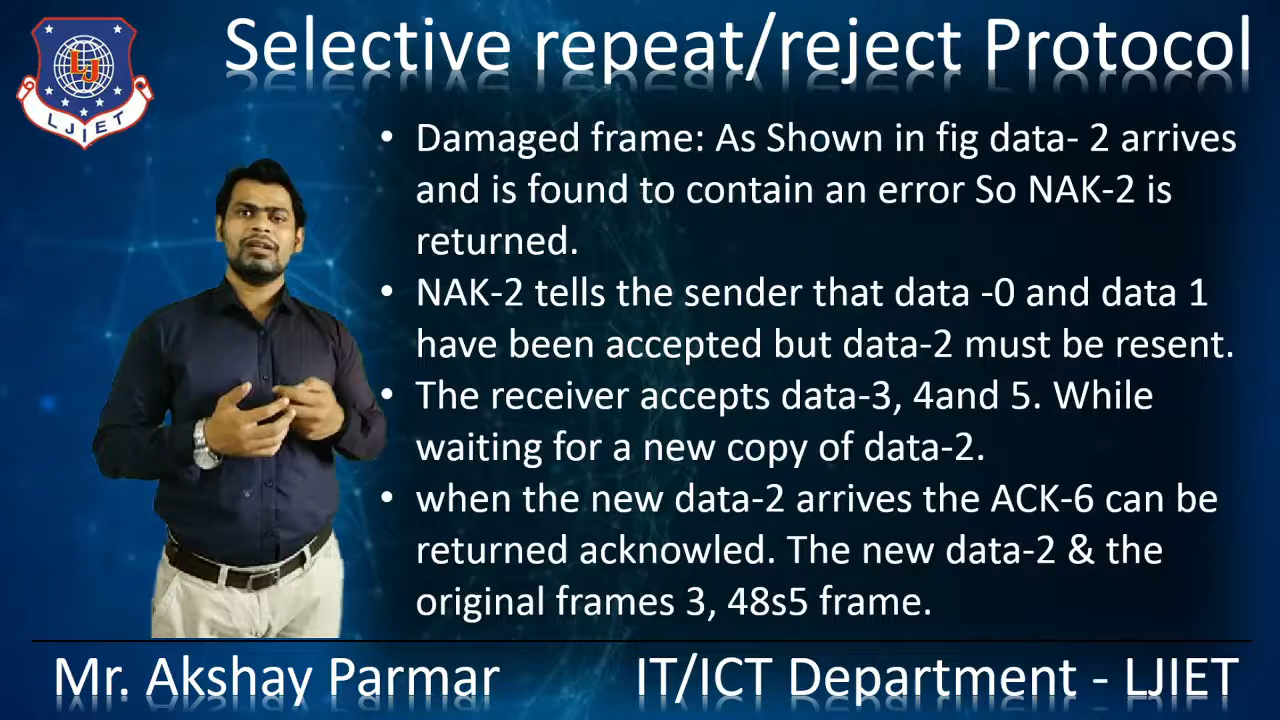 Selective repeat/reject Protocol
LJ
LJIET
• Damaged frame: As Shown in fig data- 2 arrives
and is found to contain an error So NAK-2 is
returned.
• NAK-2 tells the sender that data -0 and data 1
have been accepted but data-2 must be resent.
• The receiver accepts data-3, 4and 5. While
waiting for a new copy of data-2.
• when the new data-2 arrives the ACK-6 can be
returned acknowled. The new data-2 & the
original frames 3, 48s5 frame.
Mr. Akshay Parmar
IT/ICT Department - LJIET